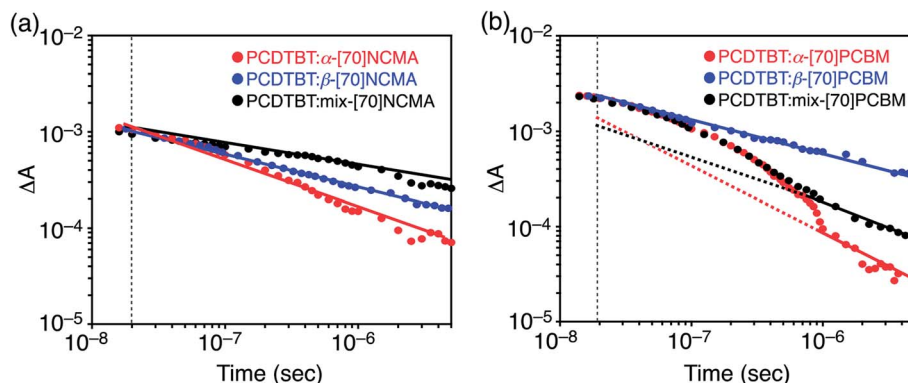 (a)
PCDTBT:α-[70]NCMA
PCDTBT:β-[70]NCMA
PCDTBT:mix-[70]NCMA
10⁻²
10⁻³
10⁻⁴
10⁻⁵
ΔA
10⁻⁸
10⁻⁷
10⁻⁶
Time (sec)
(b)
PCDTBT:α-[70]PCBM
PCDTBT:β-[70]PCBM
PCDTBT:mix-[70]PCBM
10⁻²
10⁻³
10⁻⁴
10⁻⁵
ΔA
10⁻⁸
10⁻⁷
10⁻⁶
Time (sec)